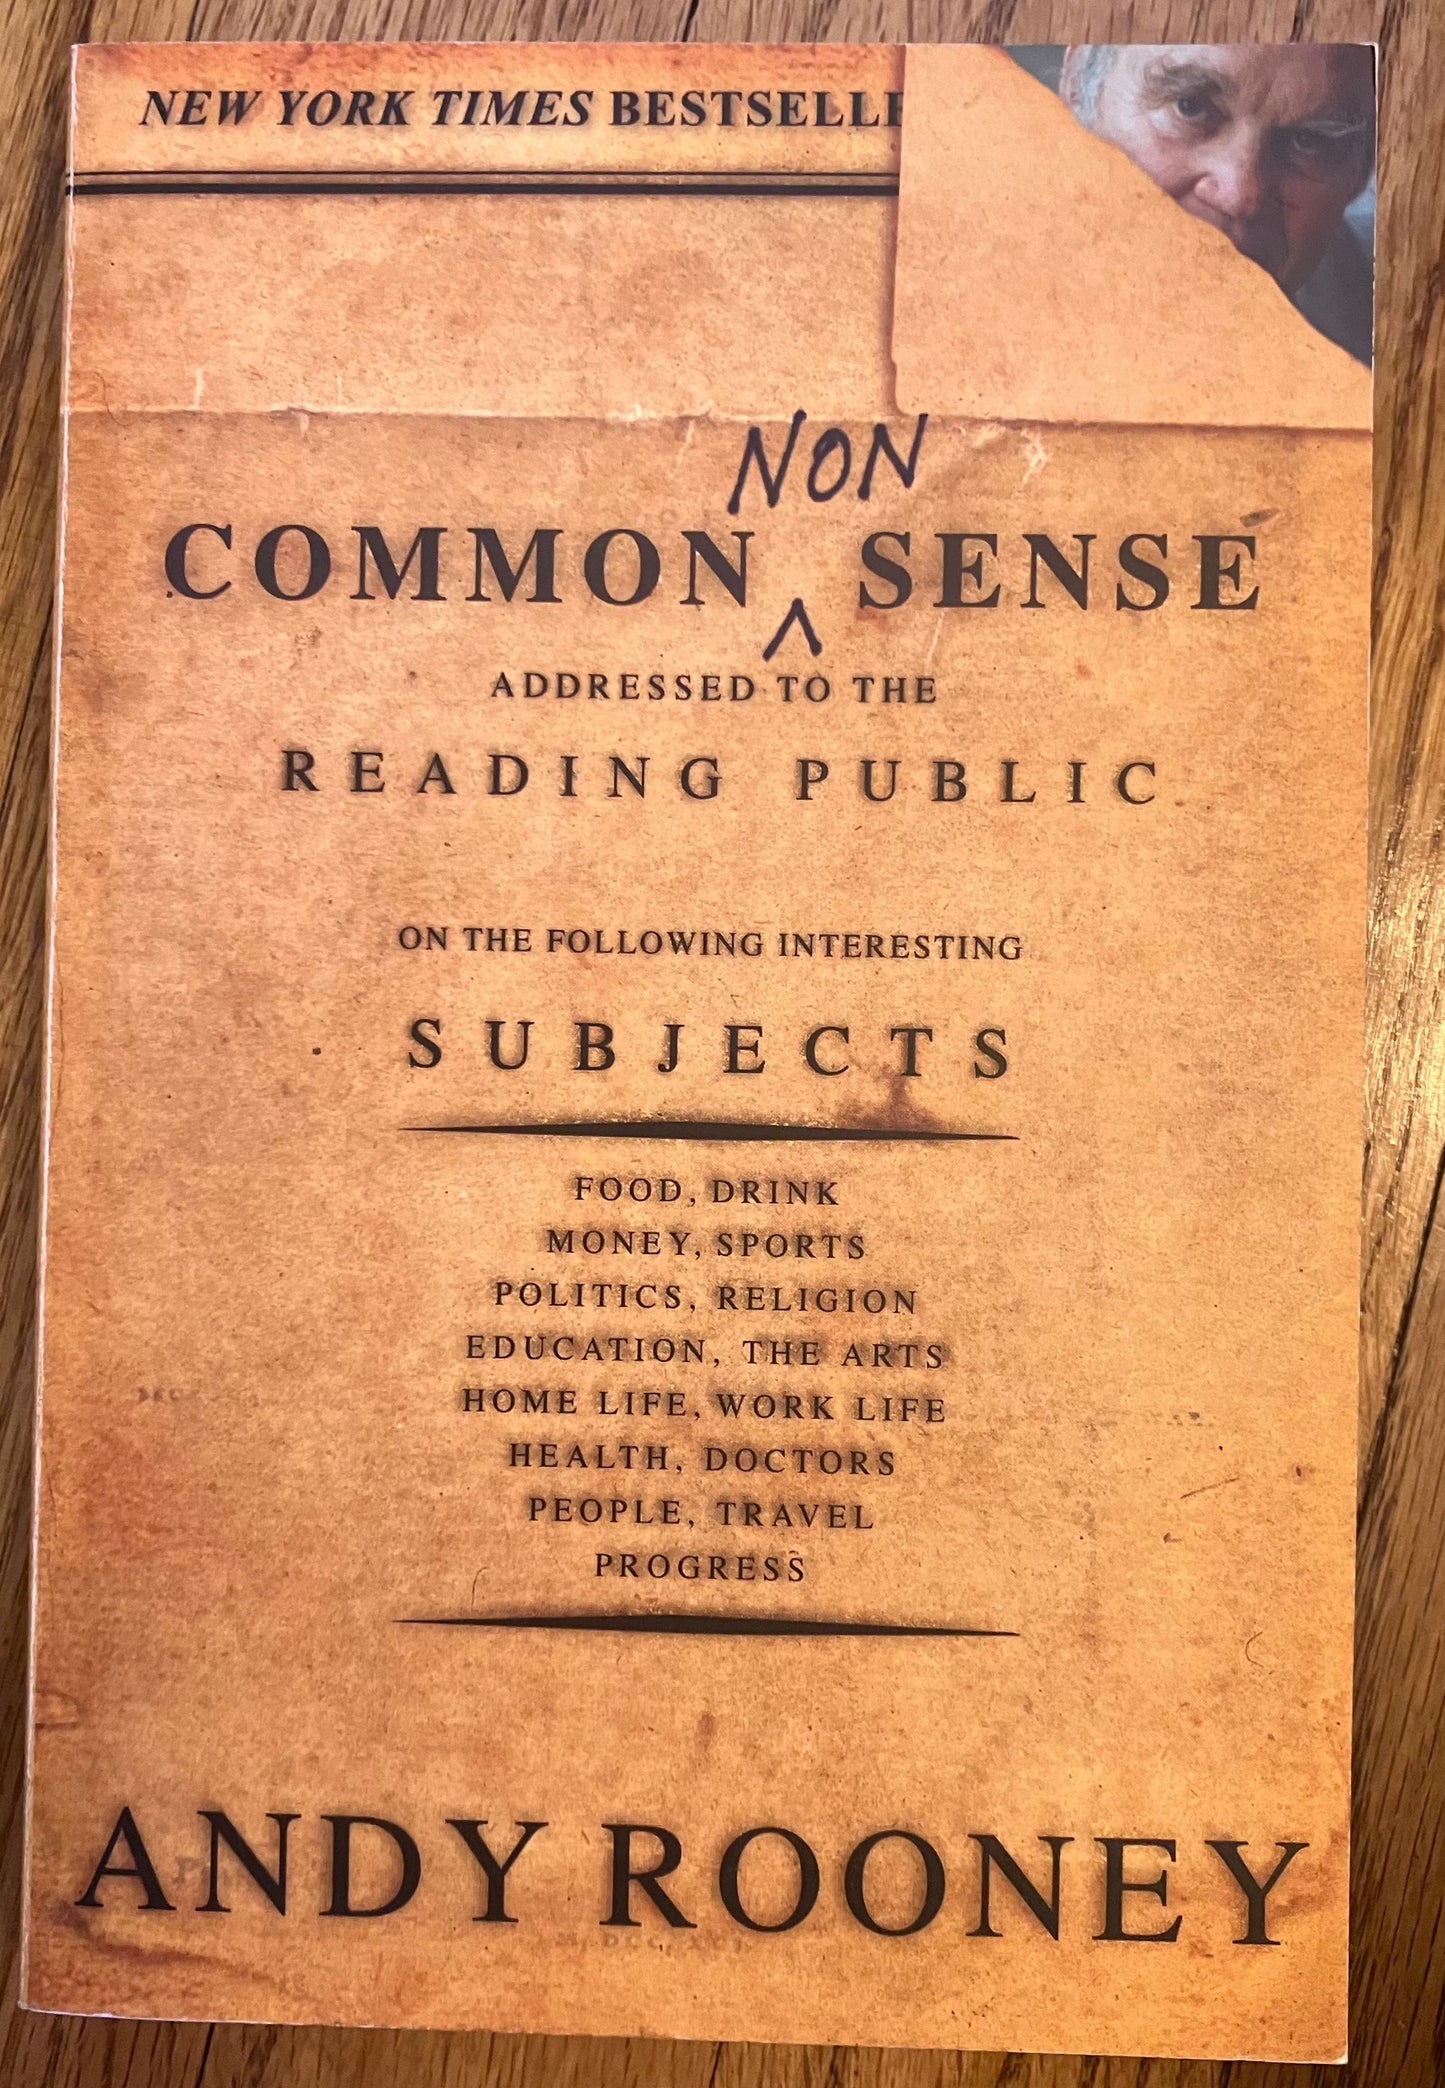 NEW YORK TIMES BESTSELLE
NON
COMMON ^ SENSE
ADDRESSED TO THE
READING PUBLIC
ON THE FOLLOWING INTERESTING
SUBJECTS
FOOD, DRINK
MONEY, SPORTS
POLITICS, RELIGION
EDUCATION, THE ARTS
HOME LIFE, WORK LIFE
HEALTH, DOCTORS
PEOPLE, TRAVEL
PROGRESS
ANDY ROONEY